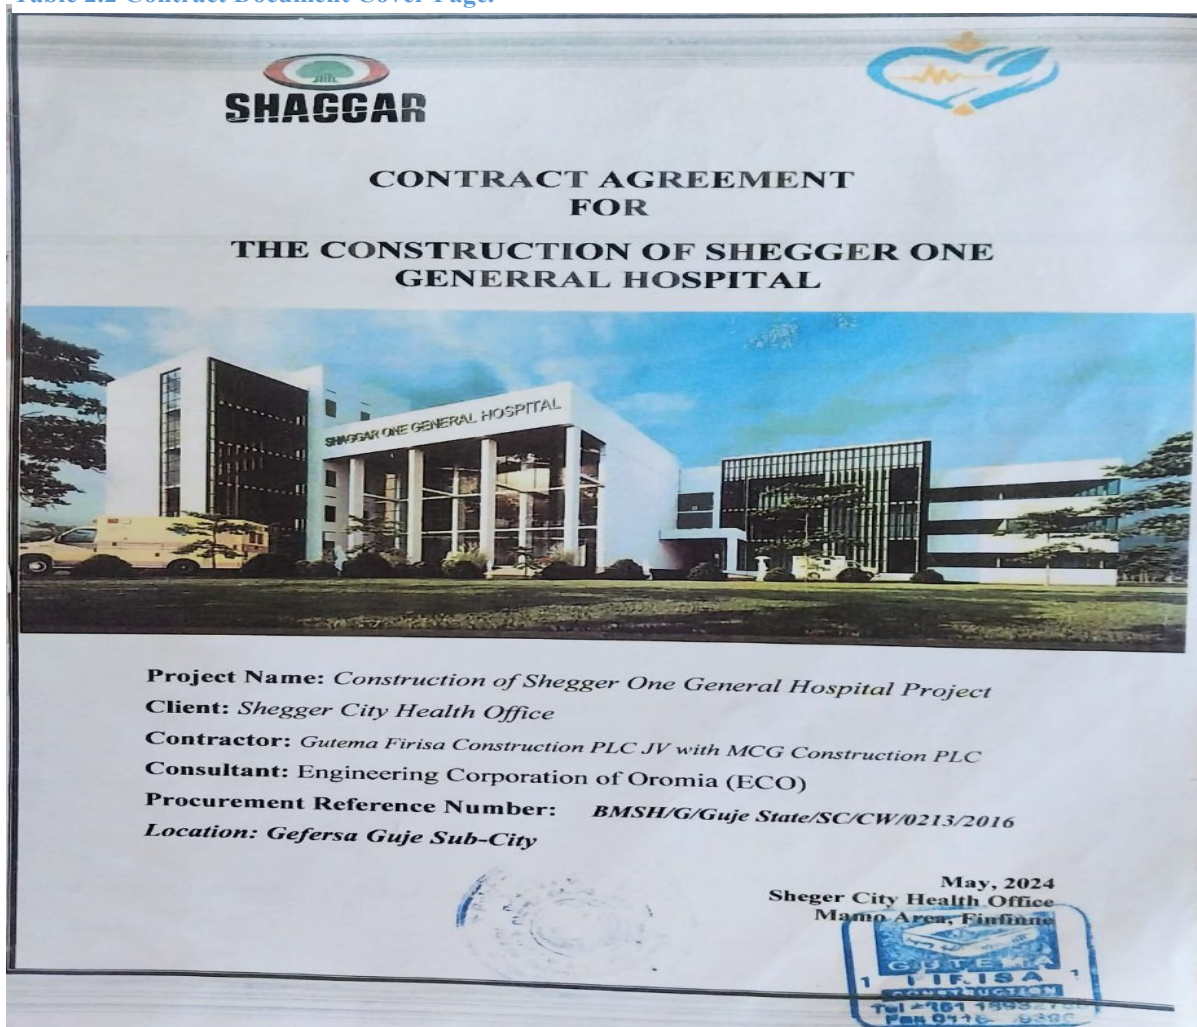 Table 2.2 Contract Document Cover Page.
SHAGGAR
CONTRACT AGREEMENT
FOR
THE CONSTRUCTION OF SHEGGER ONE
GENERRAL HOSPITAL
SHAGGAR ONE GENERAL HOSPITAL
Project Name: Construction of Shegger One General Hospital Project
Client: Shegger City Health Office
Contractor: Gutema Firisa Construction PLC JV with MCG Construction PLC
Consultant: Engineering Corporation of Oromia (ECO)
Procurement Reference Number: BMSH/G/Guje State/SC/CW/0213/2016
Location: Gefersa Guje Sub-City
May, 2024
Sheger City Health Office
Mamo Area, Finfinne
GUTEMA
FIRISA
CONSTRUCTION